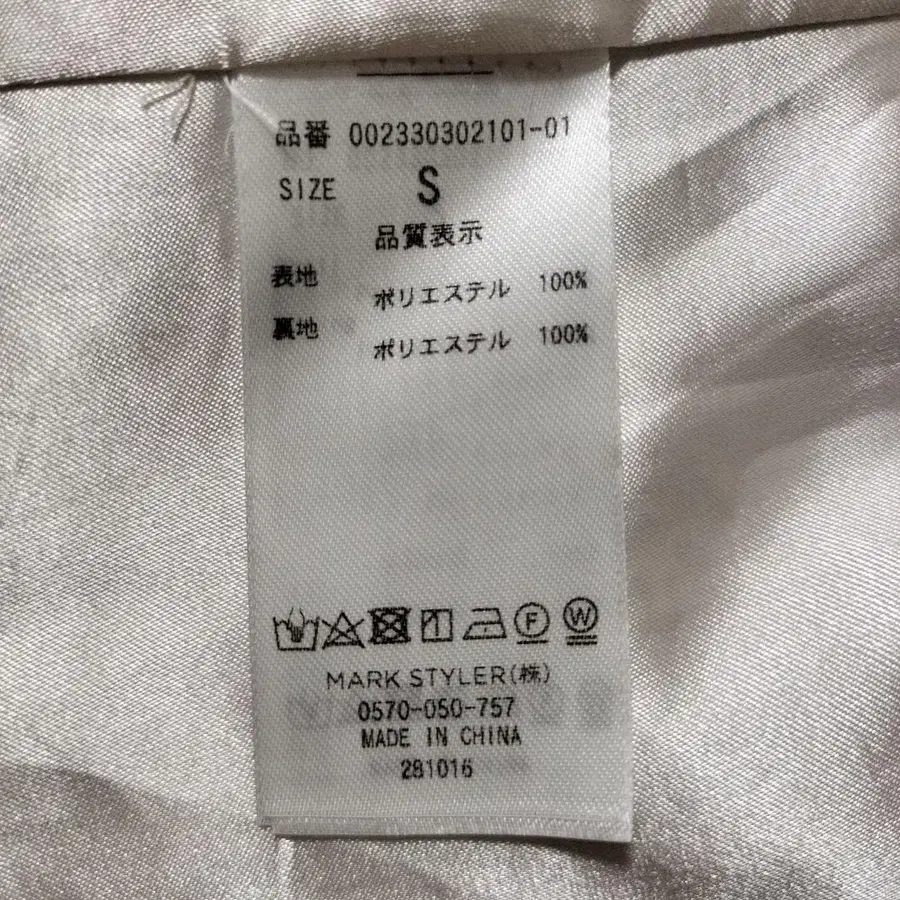 品番 002330302101-01
SIZE S
品質表示
表地 ポリエステル 100%
裏地 ポリエステル 100%
F W
MARK STYLER(株)
0570-050-757
MADE IN CHINA
281016